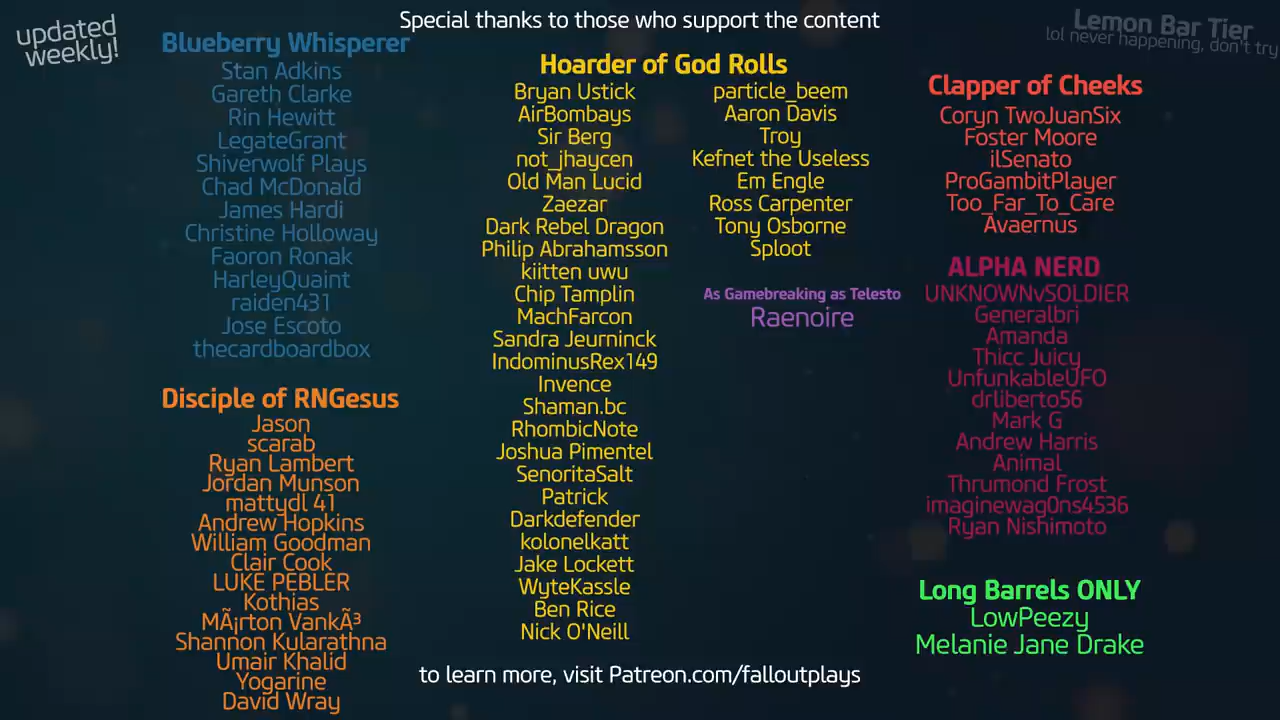 updated
weekly!
Special thanks to those who support the content
Lemon Bar Tier
lol never happening, don't try
Blueberry Whisperer
Stan Adkins
Gareth Clarke
Rin Hewitt
LegateGrant
Shiverwolf Plays
Chad McDonald
James Hardi
Christine Holloway
Faoron Ronak
HarleyQuaint
raiden431
Jose Escoto
thecardboardbox
Disciple of RNGesus
Jason
scarab
Ryan Lambert
Jordan Munson
mattydl 41
Andrew Hopkins
William Goodman
Clair Cook
LUKE PEBLER
Kothias
MÃ¡rton VankÃ³
Shannon Kularathna
Umair Khalid
Yogarine
David Wray
Hoarder of God Rolls
Bryan Ustick
AirBombays
Sir Berg
not_jhaycen
Old Man Lucid
Zaezar
Dark Rebel Dragon
Philip Abrahamsson
kiitten uwu
Chip Tamplin
MachFarcon
Sandra Jeurninck
IndominusRex149
Invence
Shaman.bc
RhombicNote
Joshua Pimentel
SenoritaSalt
Patrick
Darkdefender
kolonelkatt
Jake Lockett
WyteKassle
Ben Rice
Nick O'Neill
particle_beem
Aaron Davis
Troy
Kefnet the Useless
Em Engle
Ross Carpenter
Tony Osborne
Sploot
As Gamebreaking as Telesto
Raenoire
Clapper of Cheeks
Coryn TwoJuanSix
Foster Moore
ilSenato
ProGambitPlayer
Too_Far_To_Care
Avaernus
ALPHA NERD
UNKNOWNvSOLDIER
Generalbri
Amanda
Thicc Juicy
UnfunkableUFO
drliberto56
Mark G
Andrew Harris
Animal
Thrumond Frost
imaginewag0ns4536
Ryan Nishimoto
Long Barrels ONLY
LowPeezy
Melanie Jane Drake
to learn more, visit Patreon.com/falloutplays